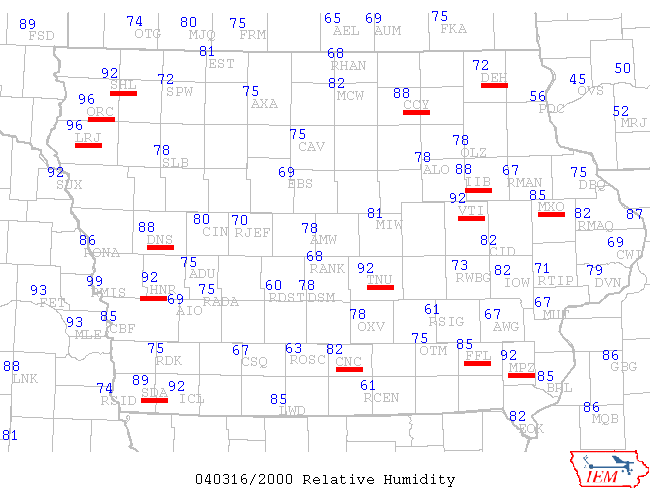 89 FSD
74 OTG
80 MJQ
75 FRM
65 AEL
69 AUM
75 FKA
81 EST
68 RHAN
92 SHL
72 SPW
75 AXA
82 MCW
88 CCY
72 DEH
45 OVS
50
56 PDC
52 MRJ
96 ORC
96 LRJ
75 CAV
78 SLB
78 OLZ
78 ALO
92 SUX
69 EBS
88 IIB
67 RMAN
75 DBQ
92 VTI
85 MXO
82 RMAQ
87
88 DNS
80 CIN
70 RJEF
78 AMW
81 MIW
86 RONA
82 CID
69 CWI
75 ADU
68 RANK
92 TNU
73 RWBG
82 IOW
71 RTIP
79 DVN
93 FET
99 RMIS
92 HNR
69 AIO
75 RADA
60 RDST
78 DSM
67 MUT
93 MLE
85 CBF
78 OXV
61 RSIG
67 AWG
75 RDK
67 CSQ
63 ROSC
82 CNC
75 OTM
85 FFL
92 MPZ
86 GBG
88 LNK
74 RSID
89 SDA
92 ICL
85 LWD
61 RCEN
85 BRL
82 EOK
86 MQB
81
040316/2000 Relative Humidity
IEM